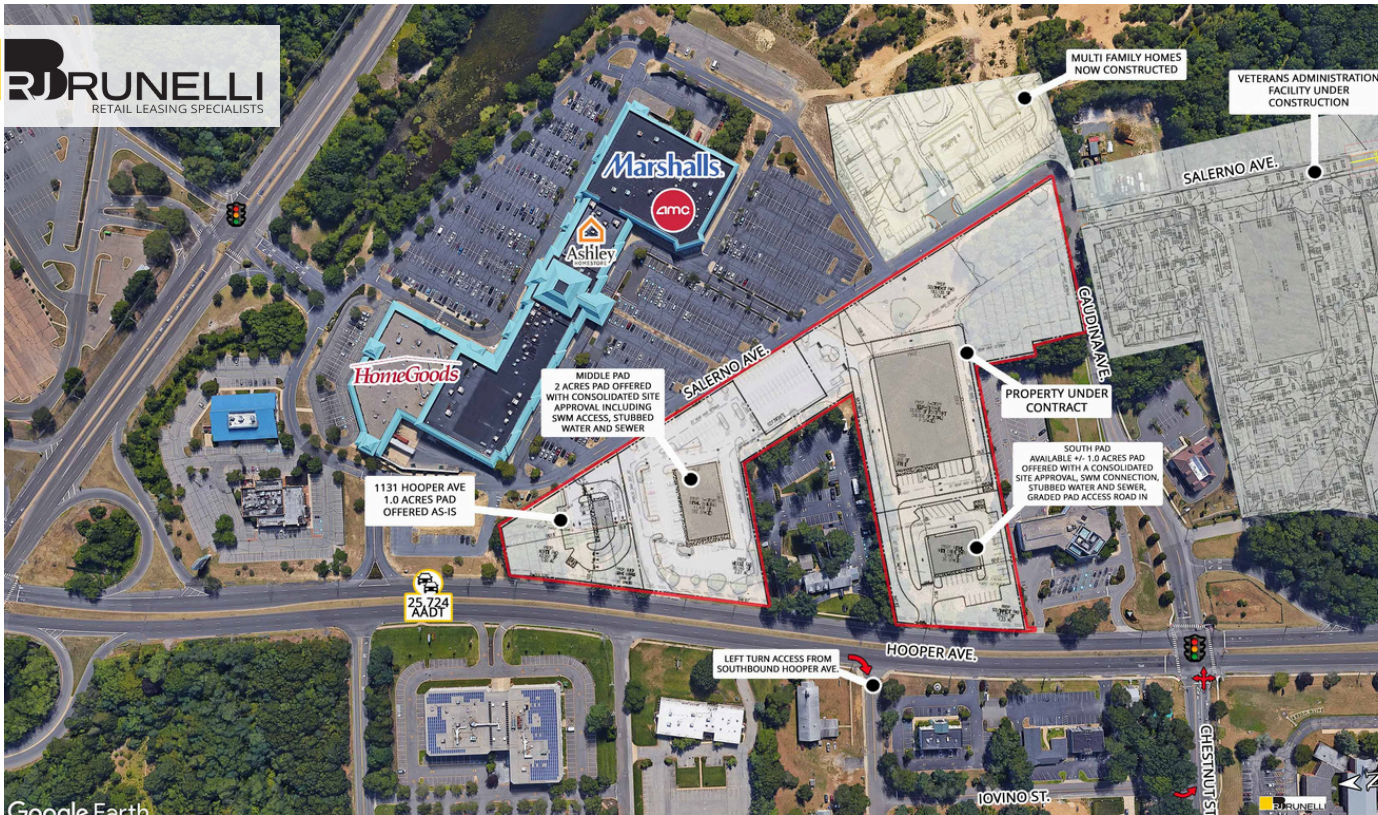 RJBRUNELLI
RETAIL LEASING SPECIALISTS
MULTI FAMILY HOMES
NOW CONSTRUCTED
VETERANS ADMINISTRATION
FACILITY UNDER
CONSTRUCTION
SALERNO AVE.
Marshalls.
amc
Ashley
HOMESTORE
HomeGoods
CAUDINA AVE.
SALERNO AVE.
MIDDLE PAD
2 ACRES PAD OFFERED
WITH CONSOLIDATED SITE
APPROVAL INCLUDING
SWM ACCESS, STUBBED
WATER AND SEWER
PROPERTY UNDER
CONTRACT
SOUTH PAD
AVAILABLE +/- 1.0 ACRES PAD
OFFERED WITH A CONSOLIDATED
SITE APPROVAL, SWM CONNECTION,
STUBBED WATER AND SEWER,
GRADED PAD ACCESS ROAD IN
1131 HOOPER AVE
1.0 ACRES PAD
OFFERED AS-IS
25,724
AADT
HOOPER AVE.
LEFT TURN ACCESS FROM
SOUTHBOUND HOOPER AVE.
CHESTNUT ST
IOVINO ST.
RJBRUNELLI
Google Earth